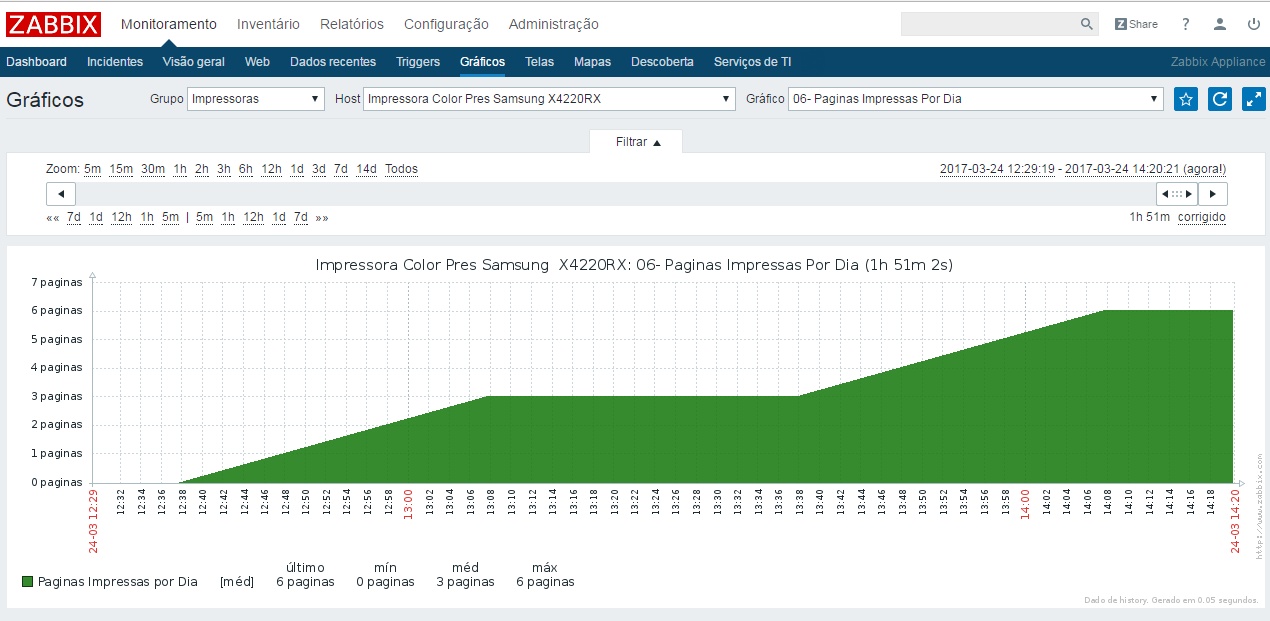 ZABBIX Monitoramento Inventário Relatórios Configuração Administração Z Share ?
Dashboard Incidentes Visão geral Web Dados recentes Triggers Gráficos Telas Mapas Descoberta Serviços de TI Zabbix Appliance
Gráficos Grupo Impressoras Host Impressora Color Pres Samsung X4220RX Gráfico 06- Paginas Impressas Por Dia
Filtrar
Zoom: 5m 15m 30m 1h 2h 3h 6h 12h 1d 3d 7d 14d Todos 2017-03-24 12:29:19 - 2017-03-24 14:20:21 (agora!)
«« 7d 1d 12h 1h 5m | 5m 1h 12h 1d 7d »» 1h 51m corrigido
Impressora Color Pres Samsung X4220RX: 06- Paginas Impressas Por Dia (1h 51m 2s)
7 paginas
6 paginas
5 paginas
4 paginas
3 paginas
2 paginas
1 paginas
0 paginas
24-03 12:29 12:32 12:34 12:36 12:38 12:40 12:42 12:44 12:46 12:48 12:50 12:52 12:54 12:56 12:58 13:00 13:02 13:04 13:06 13:08 13:10 13:12 13:14 13:16 13:18 13:20 13:22 13:24 13:26 13:28 13:30 13:32 13:34 13:36 13:38 13:40 13:42 13:44 13:46 13:48 13:50 13:52 13:54 13:56 13:58 14:00 14:02 14:04 14:06 14:08 14:10 14:12 14:14 14:16 14:18 24-03 14:20
http://www.zabbix.com
último mín méd máx
Paginas Impressas por Dia [méd] 6 paginas 0 paginas 3 paginas 6 paginas
Dado de history. Gerado em 0.05 segundos.